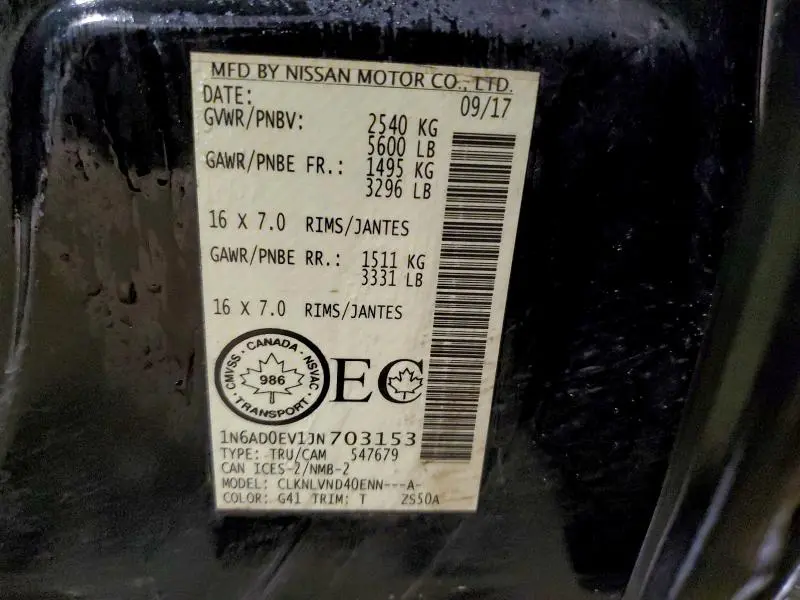 MFD BY NISSAN MOTOR CO., LTD.
DATE: 09/17
GVWR/PNBV: 2540 KG
5600 LB
GAWR/PNBE FR.: 1495 KG
3296 LB
16 X 7.0 RIMS/JANTES
GAWR/PNBE RR.: 1511 KG
3331 LB
16 X 7.0 RIMS/JANTES
CMVSS · CANADA · NSVAC
986
· TRANSPORT ·
EC
1N6AD0EV1JN703153
TYPE: TRU/CAM 547679
CAN ICES-2/NMB-2
MODEL: CLKNLVND40ENN---A-
COLOR: G41 TRIM: T ZS50A